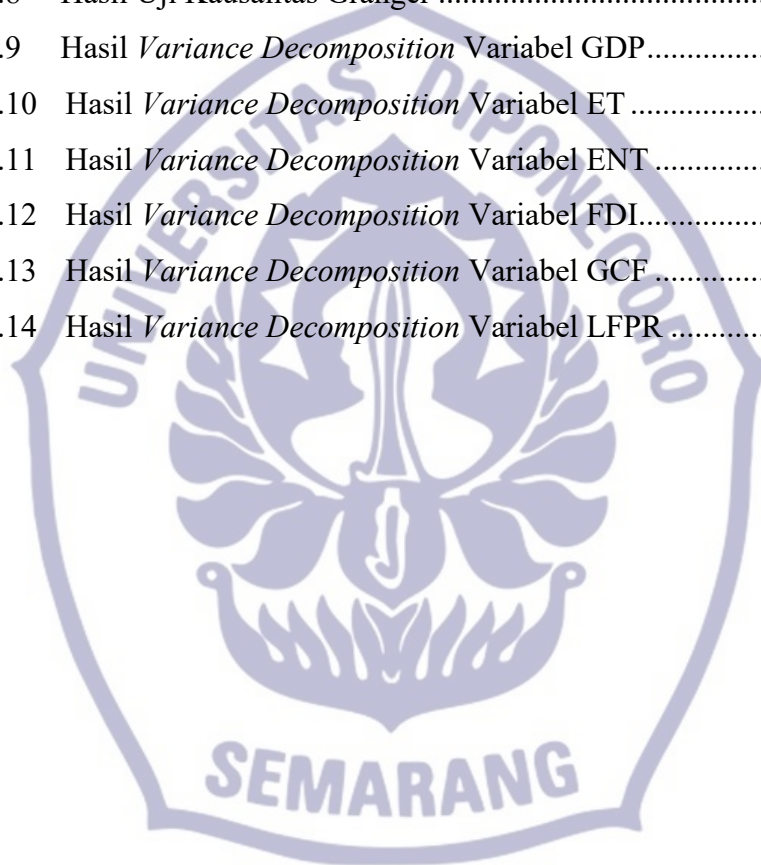 .8 Hasil Uji Kausalitas Granger ..........................................
.9 Hasil Variance Decomposition Variabel GDP..............
.10 Hasil Variance Decomposition Variabel ET ................
.11 Hasil Variance Decomposition Variabel ENT .............
.12 Hasil Variance Decomposition Variabel FDI...............
.13 Hasil Variance Decomposition Variabel GCF .............
.14 Hasil Variance Decomposition Variabel LFPR ...........
UNIVERSITAS DIPONEGORO
SEMARANG